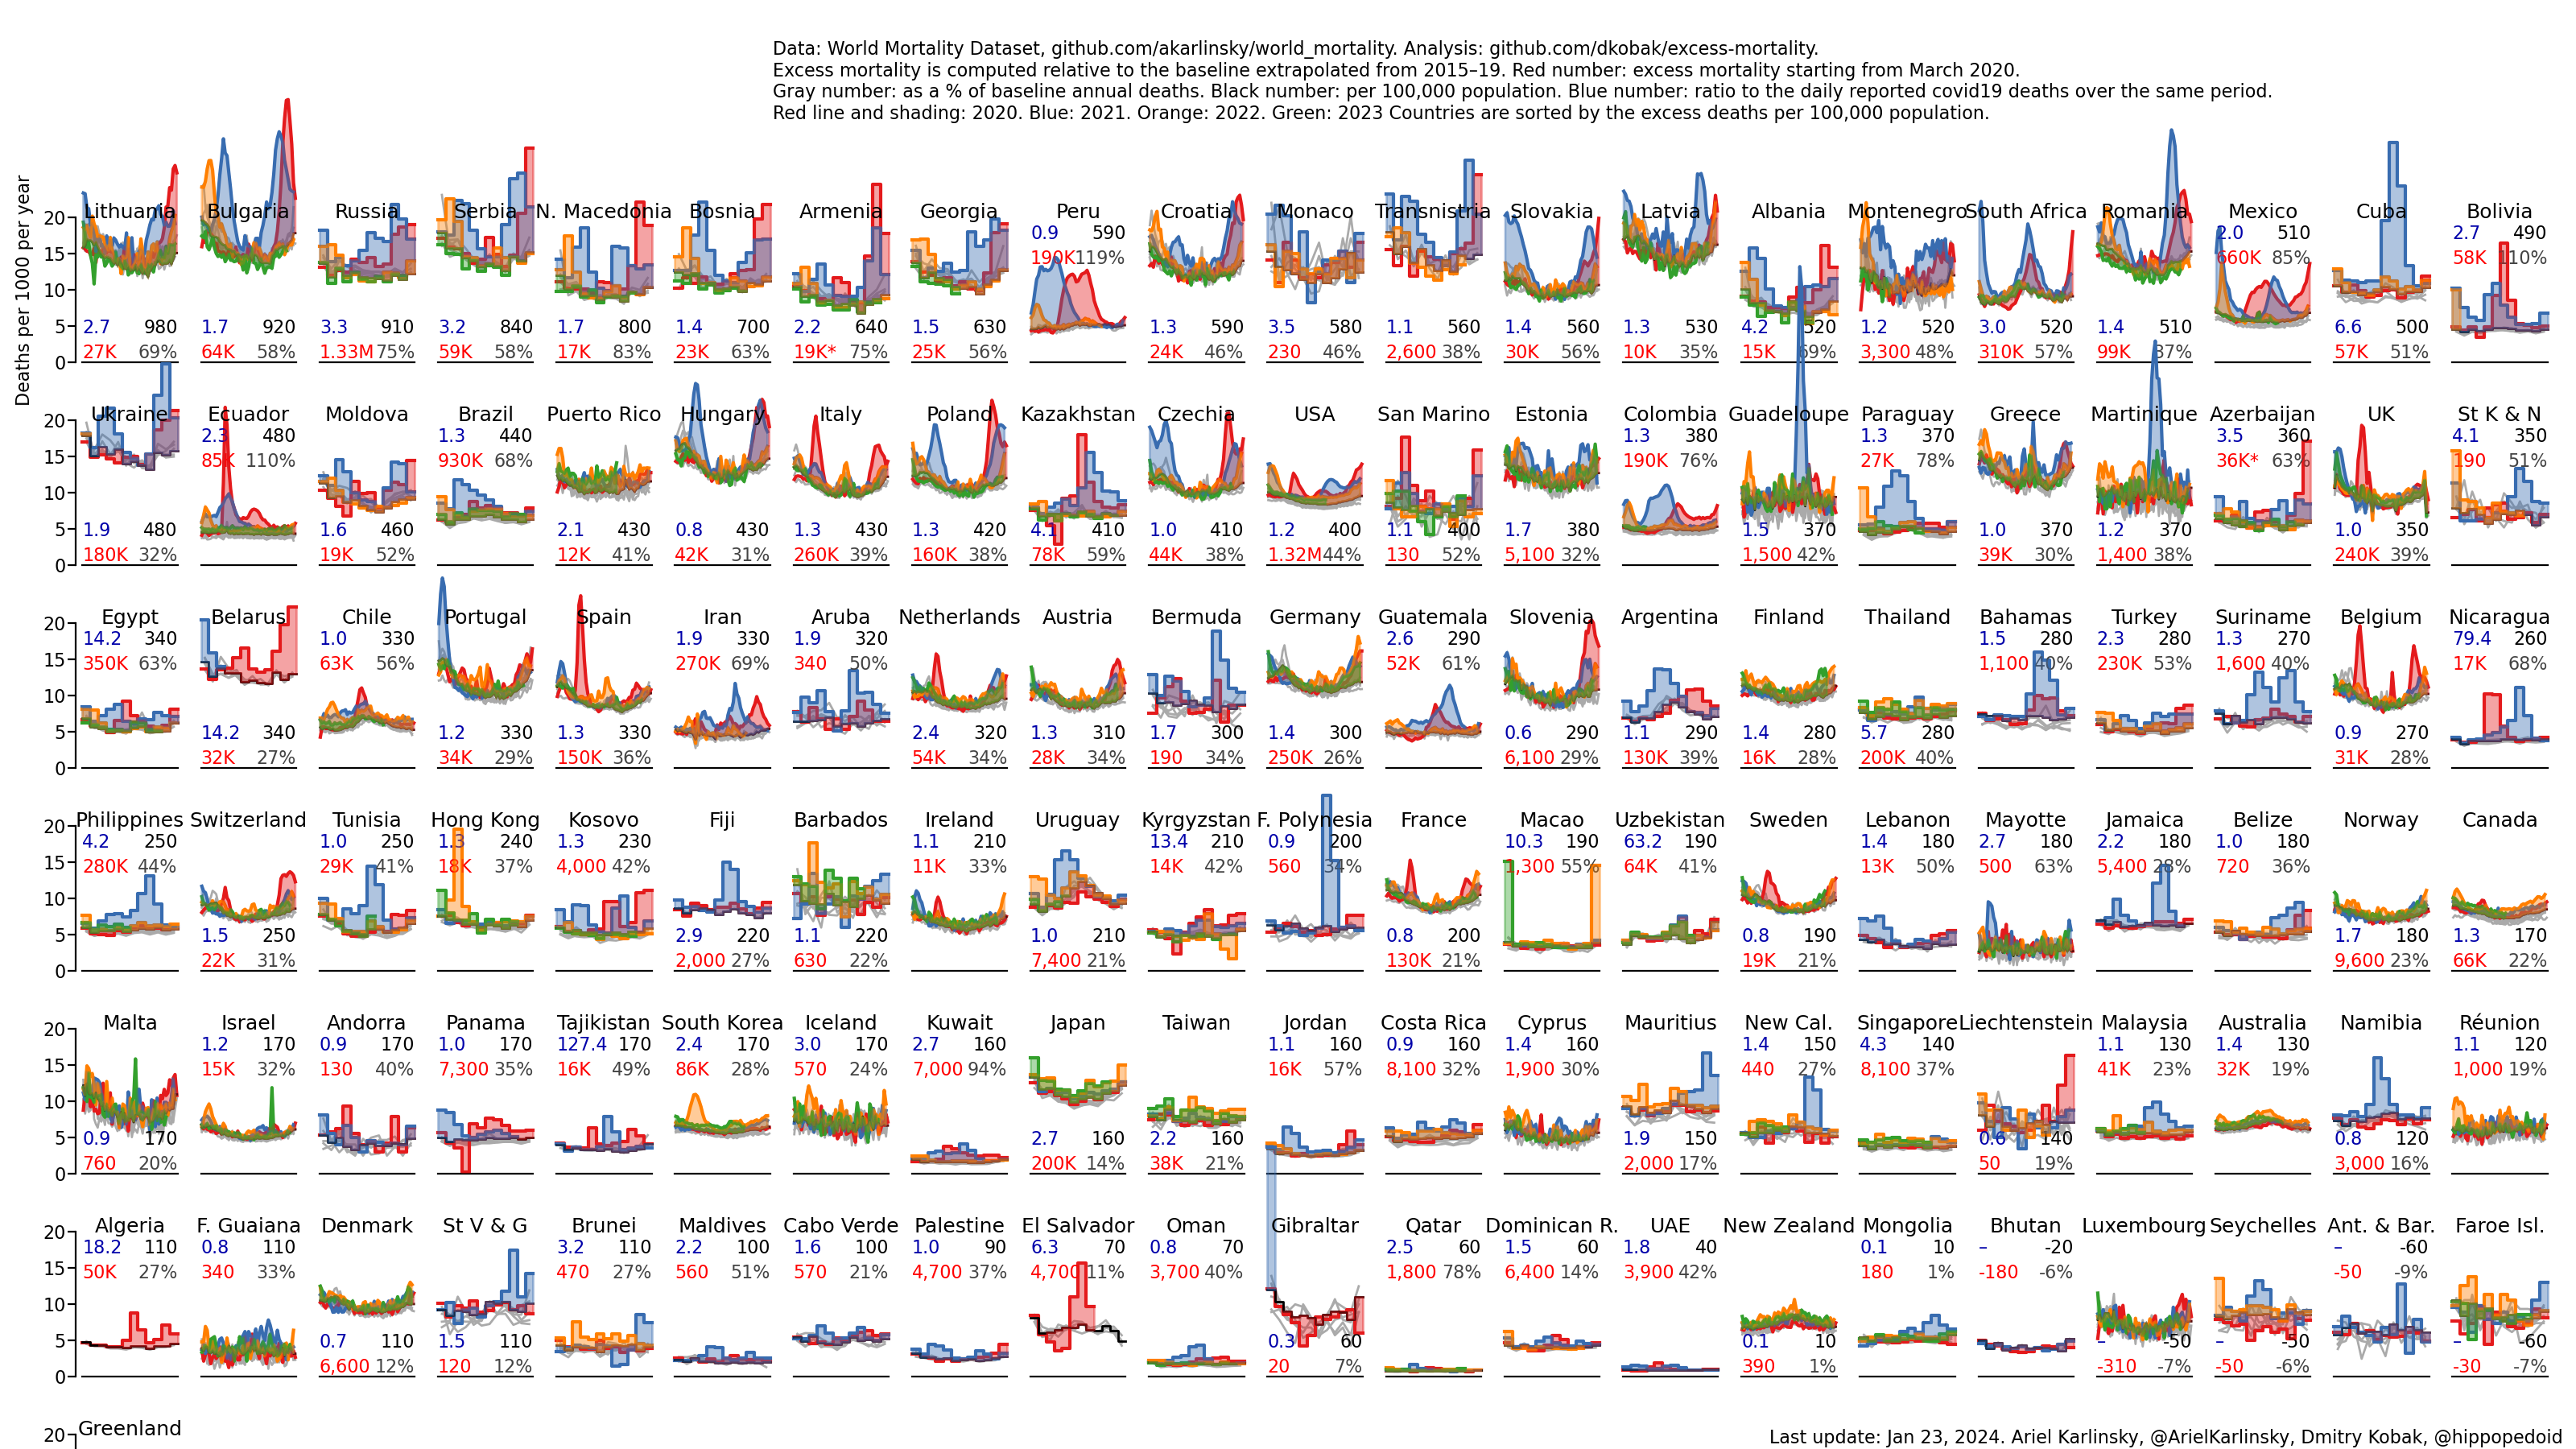 Data: World Mortality Dataset, github.com/akarlinsky/world_mortality. Analysis: github.com/dkobak/excess-mortality.
Excess mortality is computed relative to the baseline extrapolated from 2015–19. Red number: excess mortality starting from March 2020.
Gray number: as a % of baseline annual deaths. Black number: per 100,000 population. Blue number: ratio to the daily reported covid19 deaths over the same period.
Red line and shading: 2020. Blue: 2021. Orange: 2022. Green: 2023 Countries are sorted by the excess deaths per 100,000 population.
Deaths per 1000 per year
20 15 10 5 0
Lithuania 2.7 980 27K 69%
Bulgaria 1.7 920 64K 58%
Russia 3.3 910 1.33M 75%
Serbia 3.2 840 59K 58%
N. Macedonia 1.7 800 17K 83%
Bosnia 1.4 700 23K 63%
Armenia 2.2 640 19K* 75%
Georgia 1.5 630 25K 56%
Peru 0.9 590 190K 119%
Croatia 1.3 590 24K 46%
Monaco 3.5 580 230 46%
Transnistria 1.1 560 2,600 38%
Slovakia 1.4 560 30K 56%
Latvia 1.3 530 10K 35%
Albania 4.2 520 15K 69%
Montenegro 1.2 520 3,300 48%
South Africa 3.0 520 310K 57%
Romania 1.4 510 99K 37%
Mexico 2.0 510 660K 85%
Cuba 6.6 500 57K 51%
Bolivia 2.7 490 58K 110%
20 15 10 5 0
Ukraine 1.9 480 180K 32%
Ecuador 2.3 480 85K 110%
Moldova 1.6 460 19K 52%
Brazil 1.3 440 930K 68%
Puerto Rico 2.1 430 12K 41%
Hungary 0.8 430 42K 31%
Italy 1.3 430 260K 39%
Poland 1.3 420 160K 38%
Kazakhstan 4.1 410 78K 59%
Czechia 1.0 410 44K 38%
USA 1.2 400 1.32M 44%
San Marino 1.1 400 130 52%
Estonia 1.7 380 5,100 32%
Colombia 1.3 380 190K 76%
Guadeloupe 1.5 370 1,500 42%
Paraguay 1.3 370 27K 78%
Greece 1.0 370 39K 30%
Martinique 1.2 370 1,400 38%
Azerbaijan 3.5 360 36K* 63%
UK 1.0 350 240K 39%
St K & N 4.1 350 190 51%
20 15 10 5 0
Egypt 14.2 340 350K 63%
Belarus 14.2 340 32K 27%
Chile 1.0 330 63K 56%
Portugal 1.2 330 34K 29%
Spain 1.3 330 150K 36%
Iran 1.9 330 270K 69%
Aruba 1.9 320 340 50%
Netherlands 2.4 320 54K 34%
Austria 1.3 310 28K 34%
Bermuda 1.7 300 190 34%
Germany 1.4 300 250K 26%
Guatemala 2.6 290 52K 61%
Slovenia 0.6 290 6,100 29%
Argentina 1.1 290 130K 39%
Finland 1.4 280 16K 28%
Thailand 5.7 280 200K 40%
Bahamas 1.5 280 1,100 40%
Turkey 2.3 280 230K 53%
Suriname 1.3 270 1,600 40%
Belgium 0.9 270 31K 28%
Nicaragua 79.4 260 17K 68%
20 15 10 5 0
Philippines 4.2 250 280K 44%
Switzerland 1.5 250 22K 31%
Tunisia 1.0 250 29K 41%
Hong Kong 1.3 240 18K 37%
Kosovo 1.3 230 4,000 42%
Fiji 2.9 220 2,000 27%
Barbados 1.1 220 630 22%
Ireland 1.1 210 11K 33%
Uruguay 1.0 210 7,400 21%
Kyrgyzstan 13.4 210 14K 42%
F. Polynesia 0.9 200 560 34%
France 0.8 200 130K 21%
Macao 10.3 190 1,300 55%
Uzbekistan 63.2 190 64K 41%
Sweden 0.8 190 19K 21%
Lebanon 1.4 180 13K 50%
Mayotte 2.7 180 500 63%
Jamaica 2.2 180 5,400 28%
Belize 1.0 180 720 36%
Norway 1.7 180 9,600 23%
Canada 1.3 170 66K 22%
20 15 10 5 0
Malta 0.9 170 760 20%
Israel 1.2 170 15K 32%
Andorra 0.9 170 130 40%
Panama 1.0 170 7,300 35%
Tajikistan 127.4 170 16K 49%
South Korea 2.4 170 86K 28%
Iceland 3.0 170 570 24%
Kuwait 2.7 160 7,000 94%
Japan 2.7 160 200K 14%
Taiwan 2.2 160 38K 21%
Jordan 1.1 160 16K 57%
Costa Rica 0.9 160 8,100 32%
Cyprus 1.4 160 1,900 30%
Mauritius 1.9 150 2,000 17%
New Cal. 1.4 150 440 27%
Singapore 4.3 140 8,100 37%
Liechtenstein 0.6 140 50 19%
Malaysia 1.1 130 41K 23%
Australia 1.4 130 32K 19%
Namibia 0.8 120 3,000 16%
Réunion 1.1 120 1,000 19%
20 15 10 5 0
Algeria 18.2 110 50K 27%
F. Guaiana 0.8 110 340 33%
Denmark 0.7 110 6,600 12%
St V & G 1.5 110 120 12%
Brunei 3.2 110 470 27%
Maldives 2.2 100 560 51%
Cabo Verde 1.6 100 570 21%
Palestine 1.0 90 4,700 37%
El Salvador 6.3 70 4,700 11%
Oman 0.8 70 3,700 40%
Gibraltar 0.3 60 20 7%
Qatar 2.5 60 1,800 78%
Dominican R. 1.5 60 6,400 14%
UAE 1.8 40 3,900 42%
New Zealand 0.1 10 390 1%
Mongolia 0.1 10 180 1%
Bhutan – -20 -180 -6%
Luxembourg – -50 -310 -7%
Seychelles – -50 -50 -6%
Ant. & Bar. – -60 -50 -9%
Faroe Isl. – -60 -30 -7%
20
Greenland
Last update: Jan 23, 2024. Ariel Karlinsky, @ArielKarlinsky, Dmitry Kobak, @hippopedoid